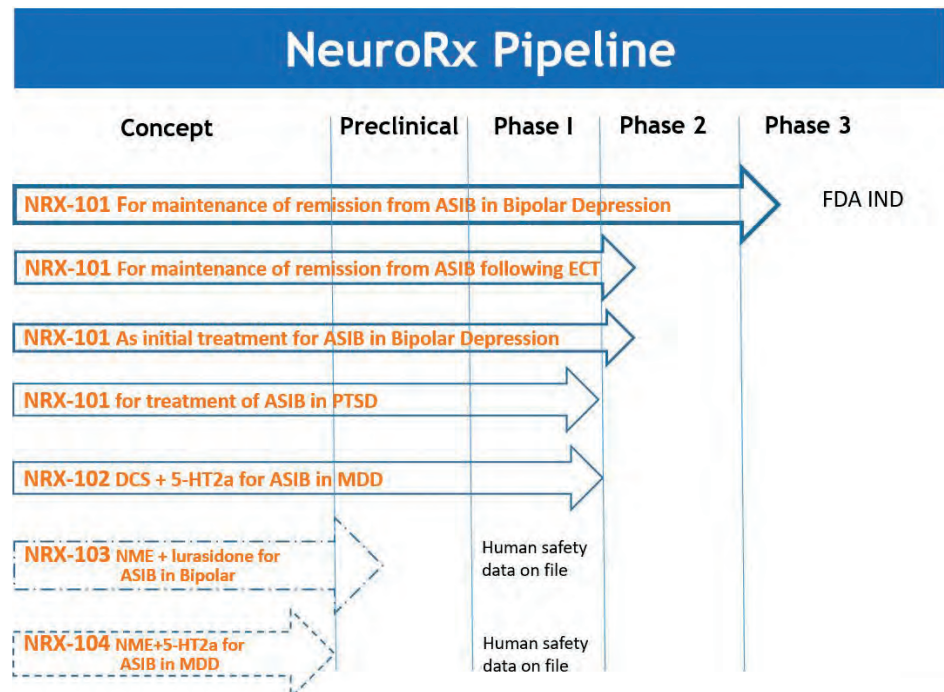 NeuroRx Pipeline
Concept Preclinical Phase I Phase 2 Phase 3
NRX-101 For maintenance of remission from ASIB in Bipolar Depression
FDA IND
NRX-101 For maintenance of remission from ASIB following ECT
NRX-101 As initial treatment for ASIB in Bipolar Depression
NRX-101 for treatment of ASIB in PTSD
NRX-102 DCS + 5-HT2a for ASIB in MDD
NRX-103 NME + lurasidone for
ASIB in Bipolar
Human safety
data on file
NRX-104 NME+5-HT2a for
ASIB in MDD
Human safety
data on file